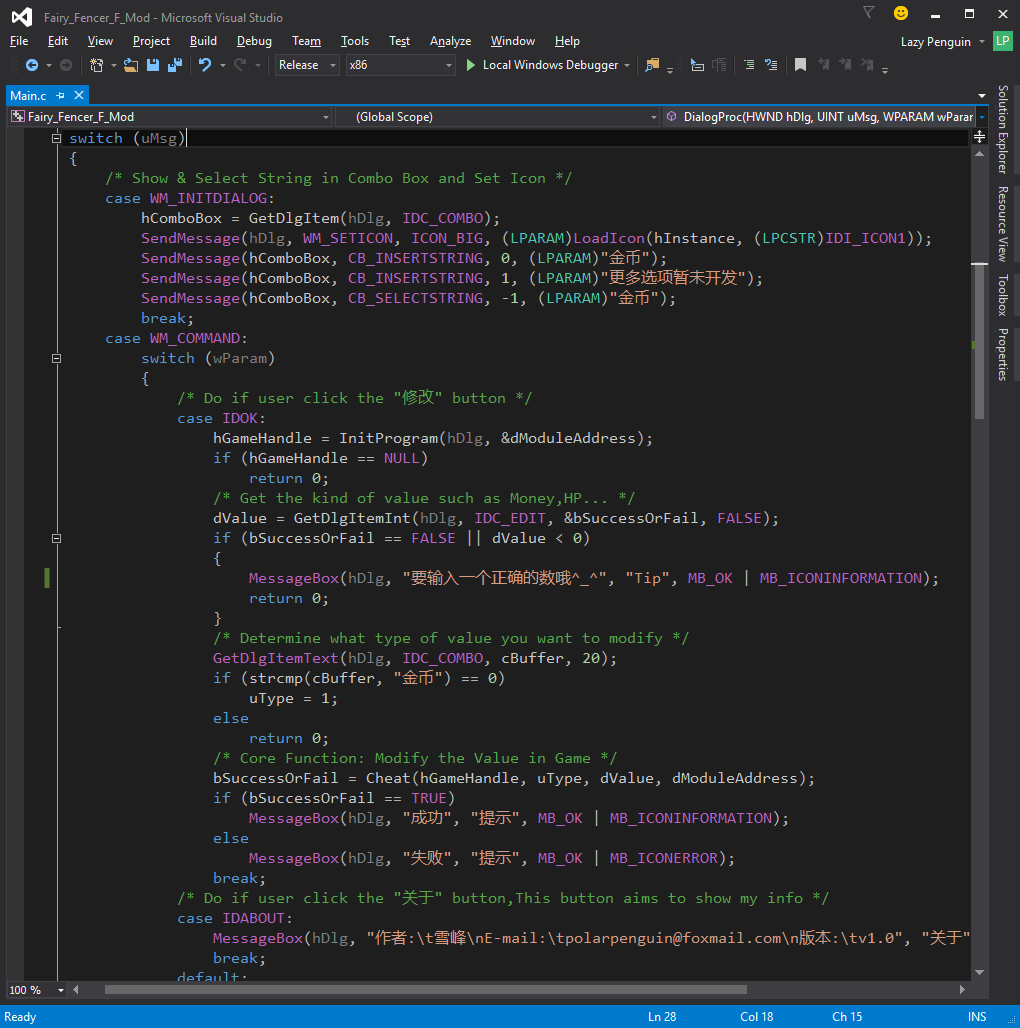 Fairy_Fencer_F_Mod - Microsoft Visual Studio
File Edit View Project Build Debug Team Tools Test Analyze Window Help Lazy Penguin LP
Release x86 Local Windows Debugger
Main.c
Fairy_Fencer_F_Mod (Global Scope) DialogProc(HWND hDlg, UINT uMsg, WPARAM wParar
switch (uMsg)
{
/* Show & Select String in Combo Box and Set Icon */
case WM_INITDIALOG:
hComboBox = GetDlgItem(hDlg, IDC_COMBO);
SendMessage(hDlg, WM_SETICON, ICON_BIG, (LPARAM)LoadIcon(hInstance, (LPCSTR)IDI_ICON1));
SendMessage(hComboBox, CB_INSERTSTRING, 0, (LPARAM)"金币");
SendMessage(hComboBox, CB_INSERTSTRING, 1, (LPARAM)"更多选项暂未开发");
SendMessage(hComboBox, CB_SELECTSTRING, -1, (LPARAM)"金币");
break;
case WM_COMMAND:
switch (wParam)
{
/* Do if user click the "修改" button */
case IDOK:
hGameHandle = InitProgram(hDlg, &dModuleAddress);
if (hGameHandle == NULL)
return 0;
/* Get the kind of value such as Money,HP... */
dValue = GetDlgItemInt(hDlg, IDC_EDIT, &bSuccessOrFail, FALSE);
if (bSuccessOrFail == FALSE || dValue < 0)
{
MessageBox(hDlg, "要输入一个正确的数哦^_^", "Tip", MB_OK | MB_ICONINFORMATION);
return 0;
}
/* Determine what type of value you want to modify */
GetDlgItemText(hDlg, IDC_COMBO, cBuffer, 20);
if (strcmp(cBuffer, "金币") == 0)
uType = 1;
else
return 0;
/* Core Function: Modify the Value in Game */
bSuccessOrFail = Cheat(hGameHandle, uType, dValue, dModuleAddress);
if (bSuccessOrFail == TRUE)
MessageBox(hDlg, "成功", "提示", MB_OK | MB_ICONINFORMATION);
else
MessageBox(hDlg, "失败", "提示", MB_OK | MB_ICONERROR);
break;
/* Do if user click the "关于" button,This button aims to show my info */
case IDABOUT:
MessageBox(hDlg, "作者:\t雪峰\nE-mail:\tpolarpenguin@foxmail.com\n版本:\tv1.0", "关于"
break;
default:
Solution Explorer
Resource View
Toolbox
Properties
100 %
Ready Ln 28 Col 18 Ch 15 INS